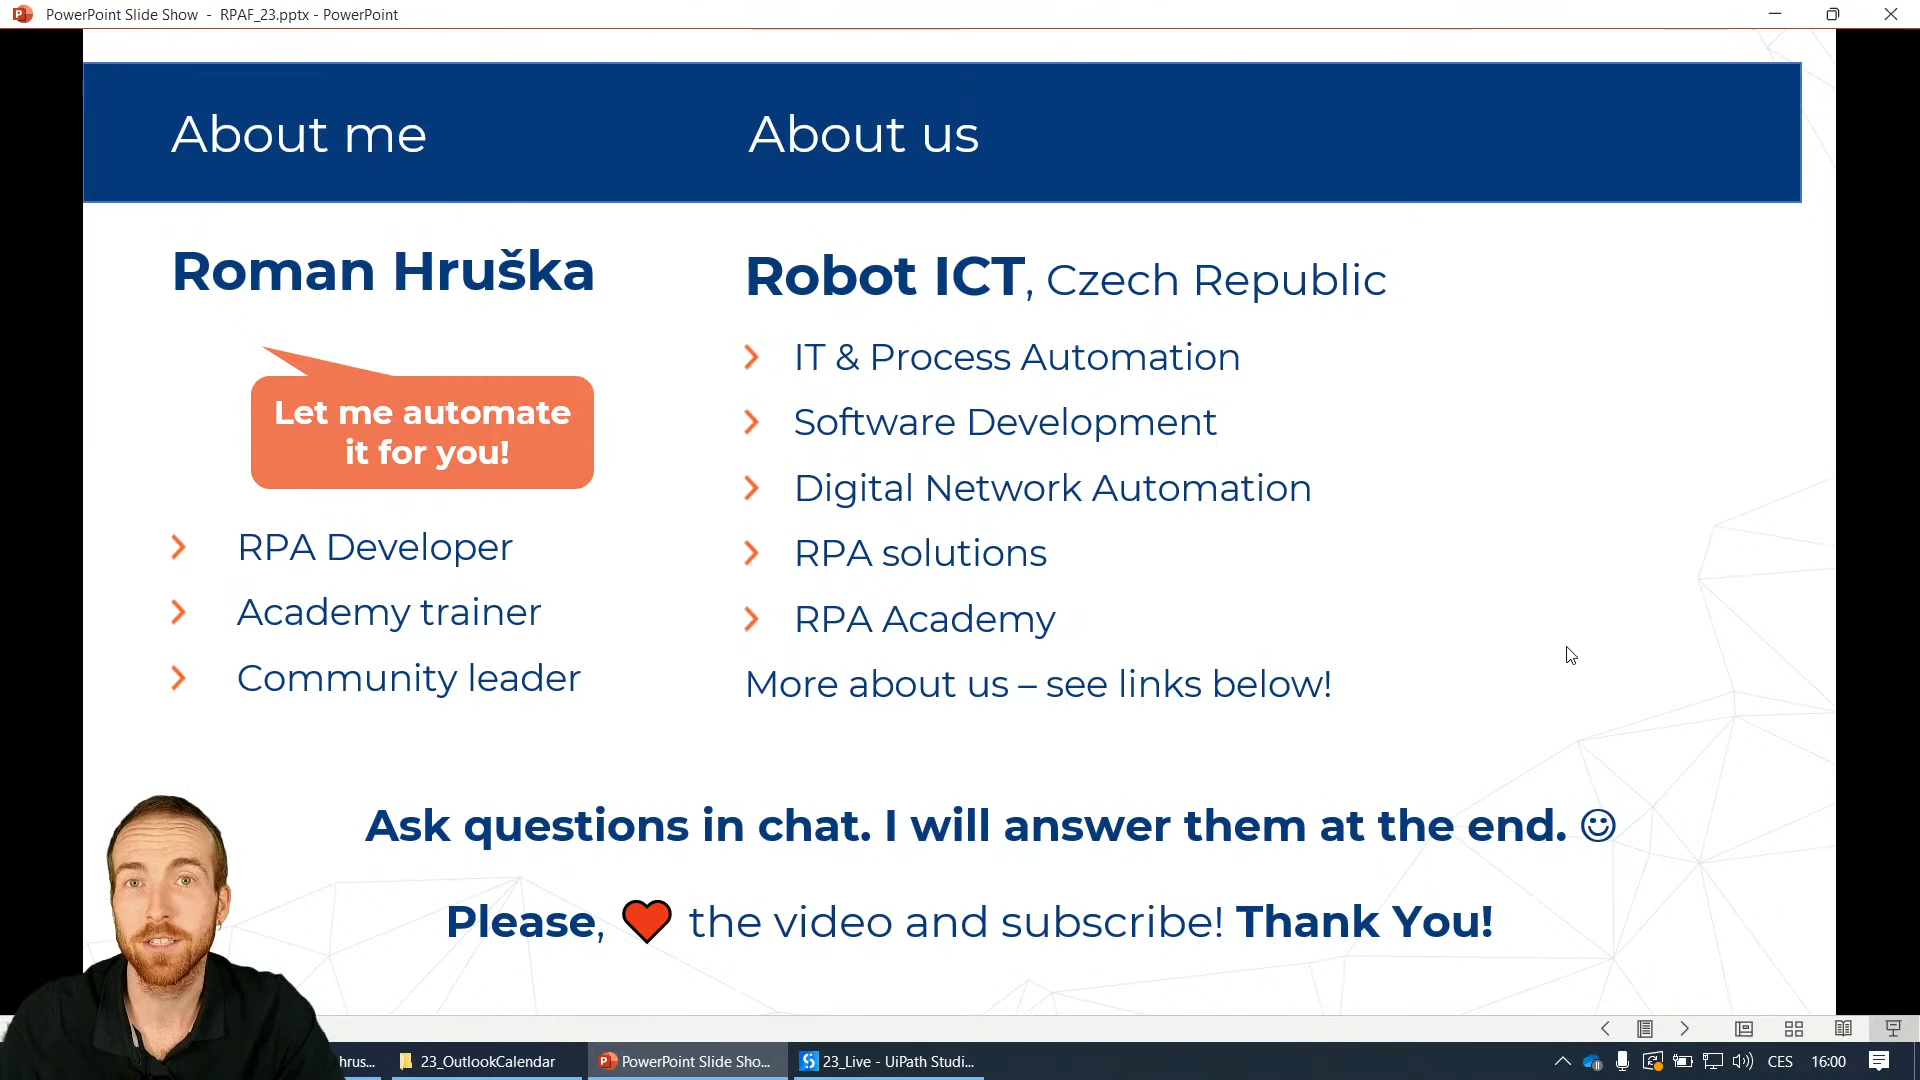 PowerPoint Slide Show - RPAF_23.pptx - PowerPoint
About me
About us
Roman Hruška
Let me automate
it for you!
RPA Developer
Academy trainer
Community leader
Robot ICT, Czech Republic
IT & Process Automation
Software Development
Digital Network Automation
RPA solutions
RPA Academy
More about us – see links below!
Ask questions in chat. I will answer them at the end. ☺
Please, ❤ the video and subscribe! Thank You!
hrus...
23_OutlookCalendar
PowerPoint Slide Sho...
23_Live - UiPath Studi...
CES
16:00